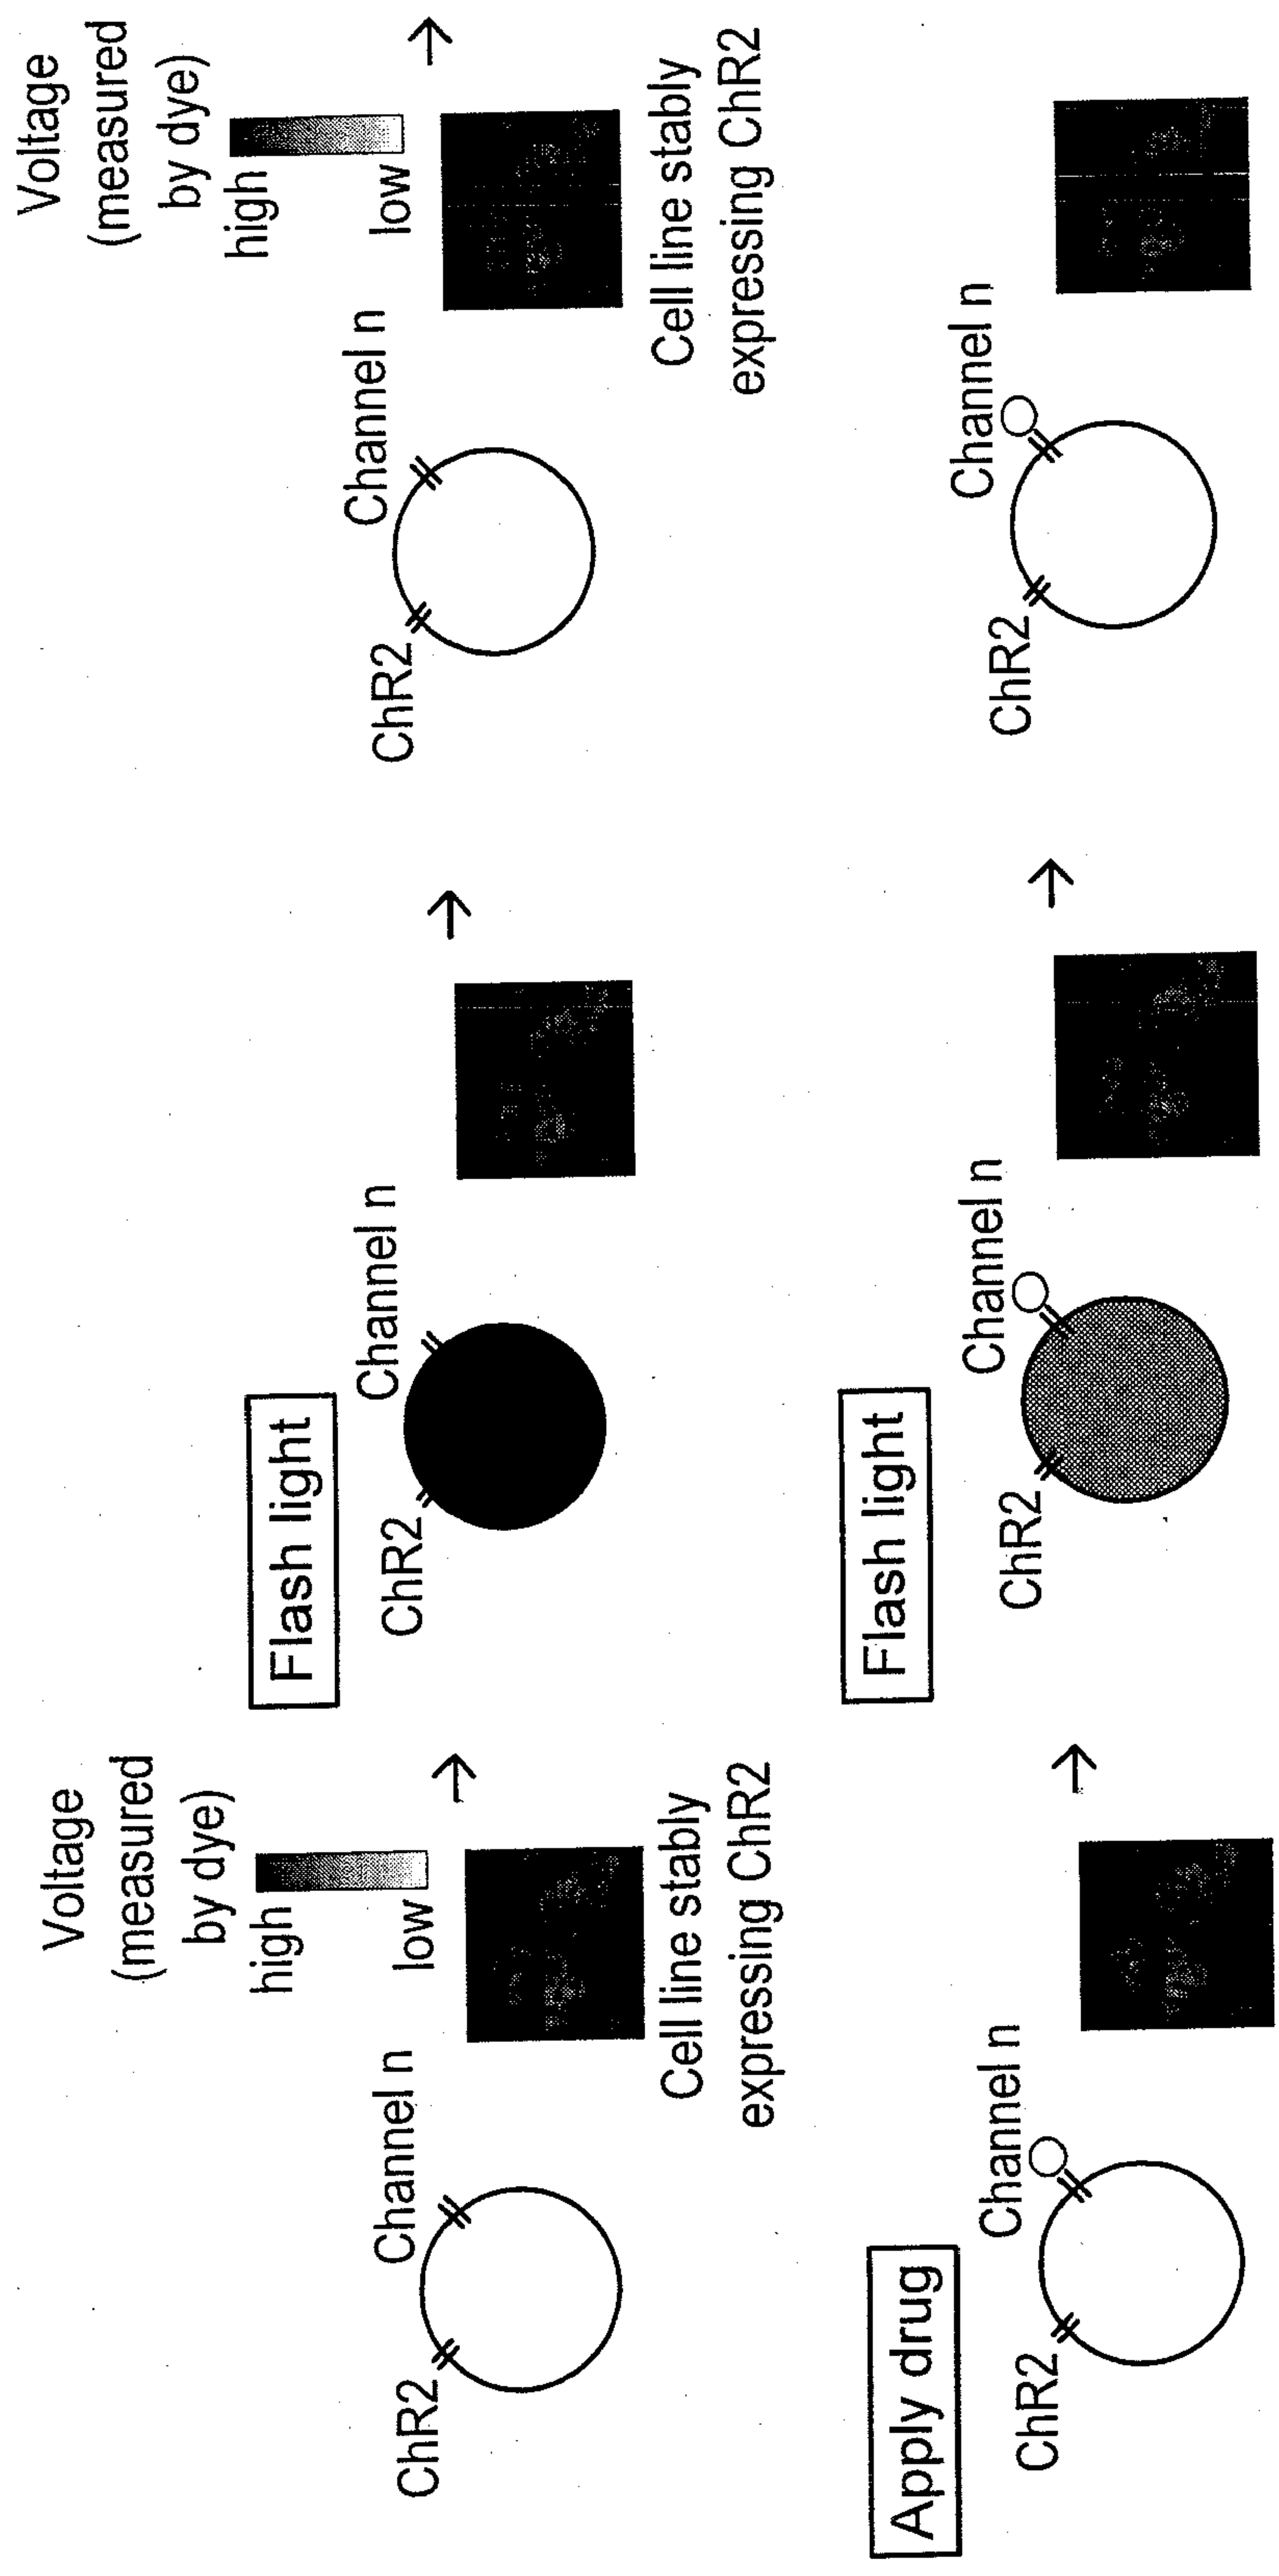 Voltage
(measured
by dye)
high
low
ChR2
Channel n
Cell line stably
expressing ChR2
Flash light
ChR2
Channel n
Voltage
(measured
by dye)
high
low
ChR2
Channel n
Cell line stably
expressing ChR2
Apply drug
ChR2
Channel n
Flash light
ChR2
Channel n
ChR2
Channel n